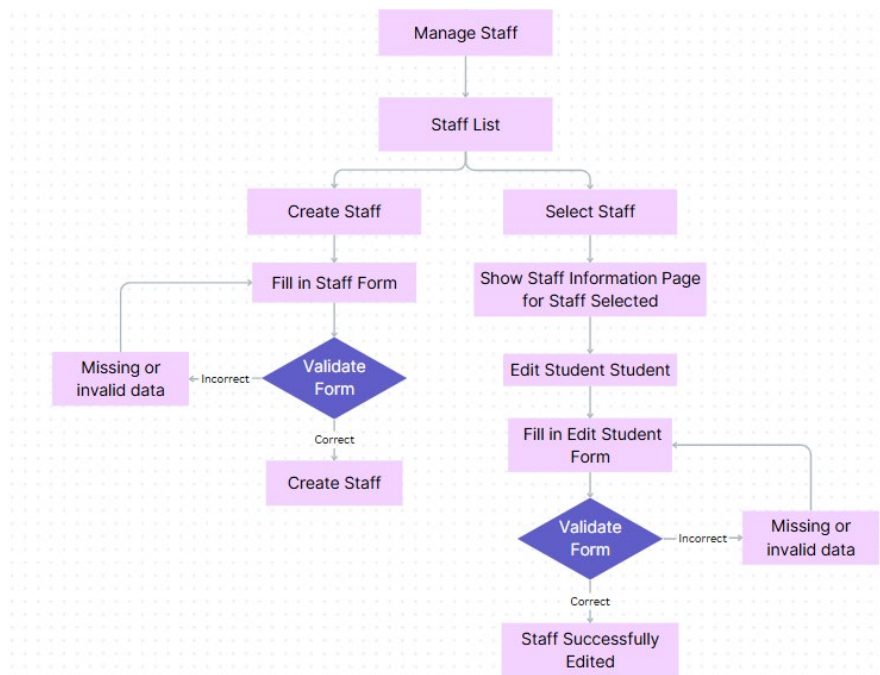 Manage Staff
Staff List
Create Staff
Select Staff
Fill in Staff Form
Show Staff Information Page
for Staff Selected
Missing or
invalid data
Incorrect
Validate
Form
Edit Student Student
Correct
Fill in Edit Student
Form
Create Staff
Validate
Form
Incorrect
Missing or
invalid data
Correct
Staff Successfully
Edited